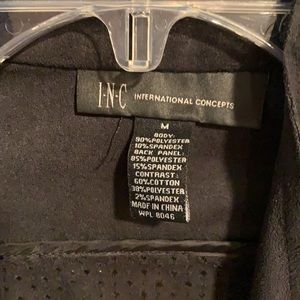 I·N·C INTERNATIONAL CONCEPTS
M
BODY:
90%POLYESTER
10%SPANDEX
BACK PANEL:
85%POLYESTER
15%SPANDEX
CONTRAST:
60%COTTON
38%POLYESTER
2%SPANDEX
MADE IN CHINA
WPL 8046